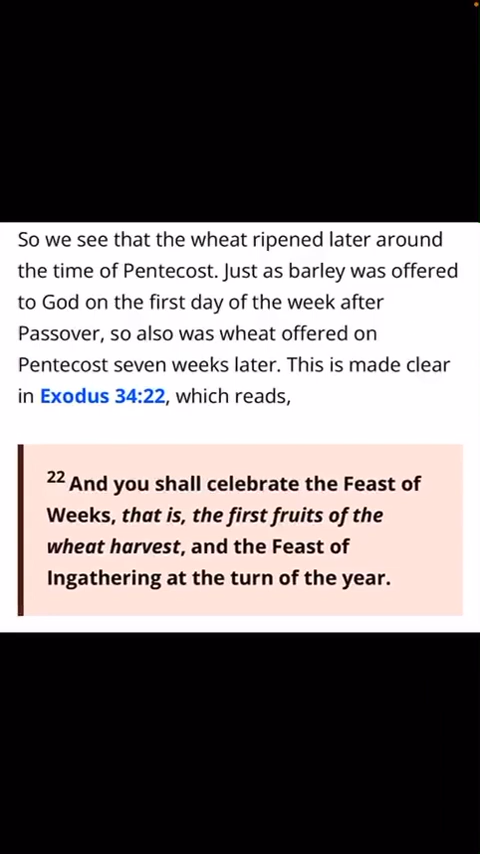 So we see that the wheat ripened later around
the time of Pentecost. Just as barley was offered
to God on the first day of the week after
Passover, so also was wheat offered on
Pentecost seven weeks later. This is made clear
in Exodus 34:22, which reads,
22 And you shall celebrate the Feast of
Weeks, that is, the first fruits of the
wheat harvest, and the Feast of
Ingathering at the turn of the year.